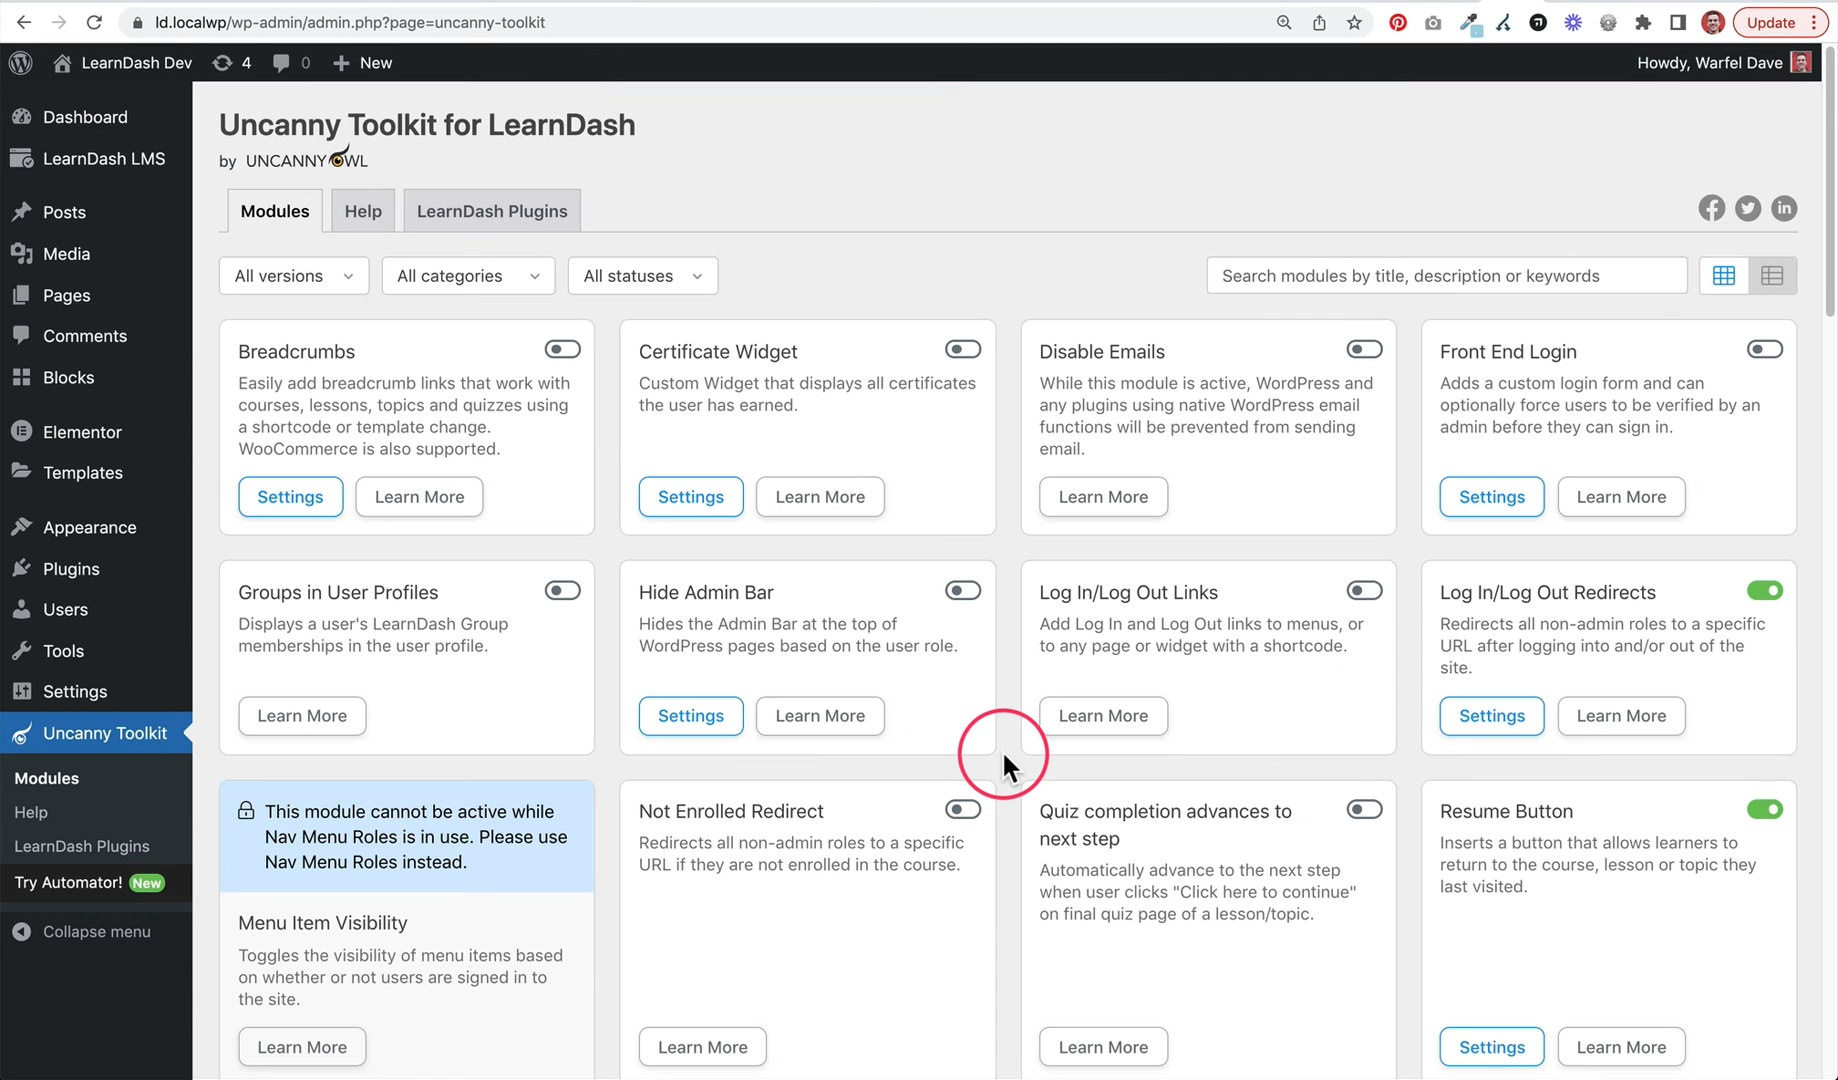 ld.localwp/wp-admin/admin.php?page=uncanny-toolkit
Update
LearnDash Dev
4
0
New
Howdy, Warfel Dave
Dashboard
LearnDash LMS
Posts
Media
Pages
Comments
Blocks
Elementor
Templates
Appearance
Plugins
Users
Tools
Settings
Uncanny Toolkit
Modules
Help
LearnDash Plugins
Try Automator! New
Collapse menu
Uncanny Toolkit for LearnDash
by UNCANNY OWL
Modules
Help
LearnDash Plugins
in
All versions
All categories
All statuses
Search modules by title, description or keywords
Breadcrumbs
Easily add breadcrumb links that work with
courses, lessons, topics and quizzes using
a shortcode or template change.
WooCommerce is also supported.
Settings
Learn More
Certificate Widget
Custom Widget that displays all certificates
the user has earned.
Settings
Learn More
Disable Emails
While this module is active, WordPress and
any plugins using native WordPress email
functions will be prevented from sending
email.
Learn More
Front End Login
Adds a custom login form and can
optionally force users to be verified by an
admin before they can sign in.
Settings
Learn More
Groups in User Profiles
Displays a user's LearnDash Group
memberships in the user profile.
Learn More
Hide Admin Bar
Hides the Admin Bar at the top of
WordPress pages based on the user role.
Settings
Learn More
Log In/Log Out Links
Add Log In and Log Out links to menus, or
to any page or widget with a shortcode.
Learn More
Log In/Log Out Redirects
Redirects all non-admin roles to a specific
URL after logging into and/or out of the
site.
Settings
Learn More
This module cannot be active while
Nav Menu Roles is in use. Please use
Nav Menu Roles instead.
Menu Item Visibility
Toggles the visibility of menu items based
on whether or not users are signed in to
the site.
Learn More
Not Enrolled Redirect
Redirects all non-admin roles to a specific
URL if they are not enrolled in the course.
Learn More
Quiz completion advances to
next step
Automatically advance to the next step
when user clicks "Click here to continue"
on final quiz page of a lesson/topic.
Learn More
Resume Button
Inserts a button that allows learners to
return to the course, lesson or topic they
last visited.
Settings
Learn More